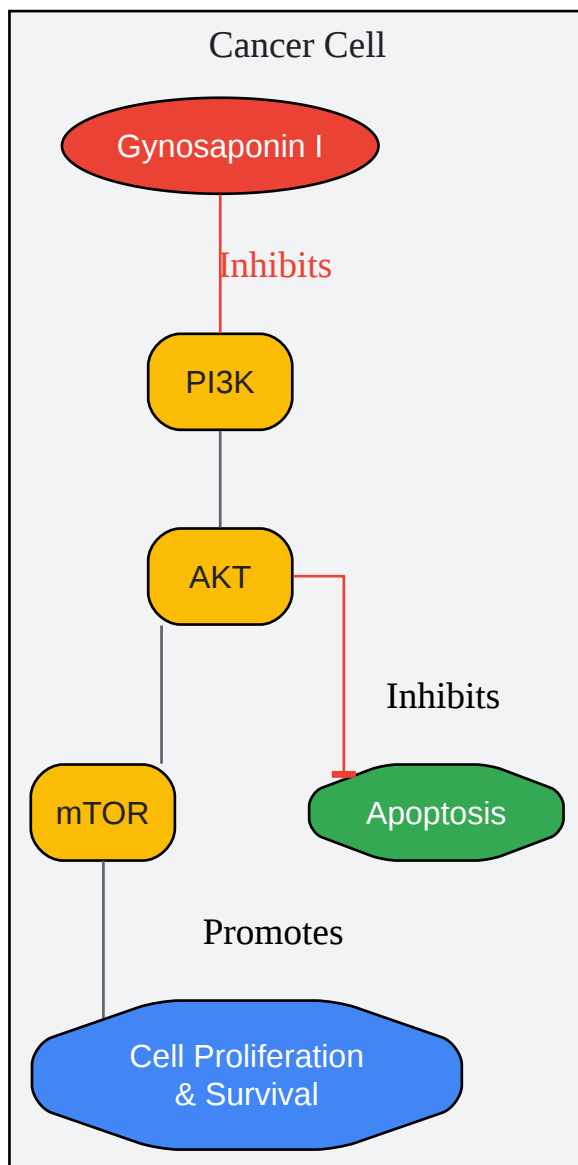 Cancer Cell
Gynosaponin I
Inhibits
PI3K
AKT
Inhibits
mTOR
Apoptosis
Promotes
Cell Proliferation
& Survival